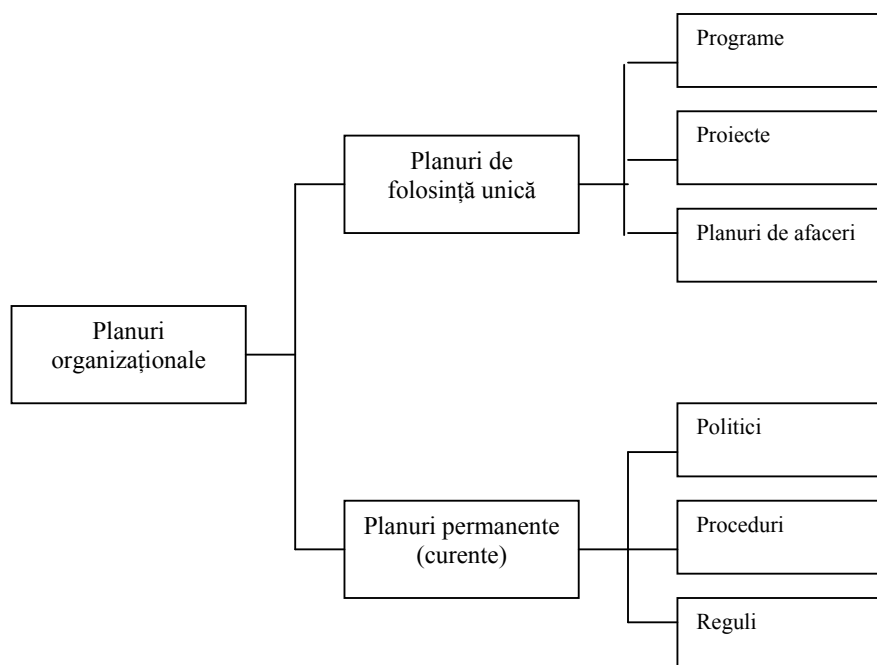 Programe
Proiecte
Planuri de
folosință unică
Planuri de afaceri
Planuri
organizaționale
Politici
Planuri permanente
(curente)
Proceduri
Reguli